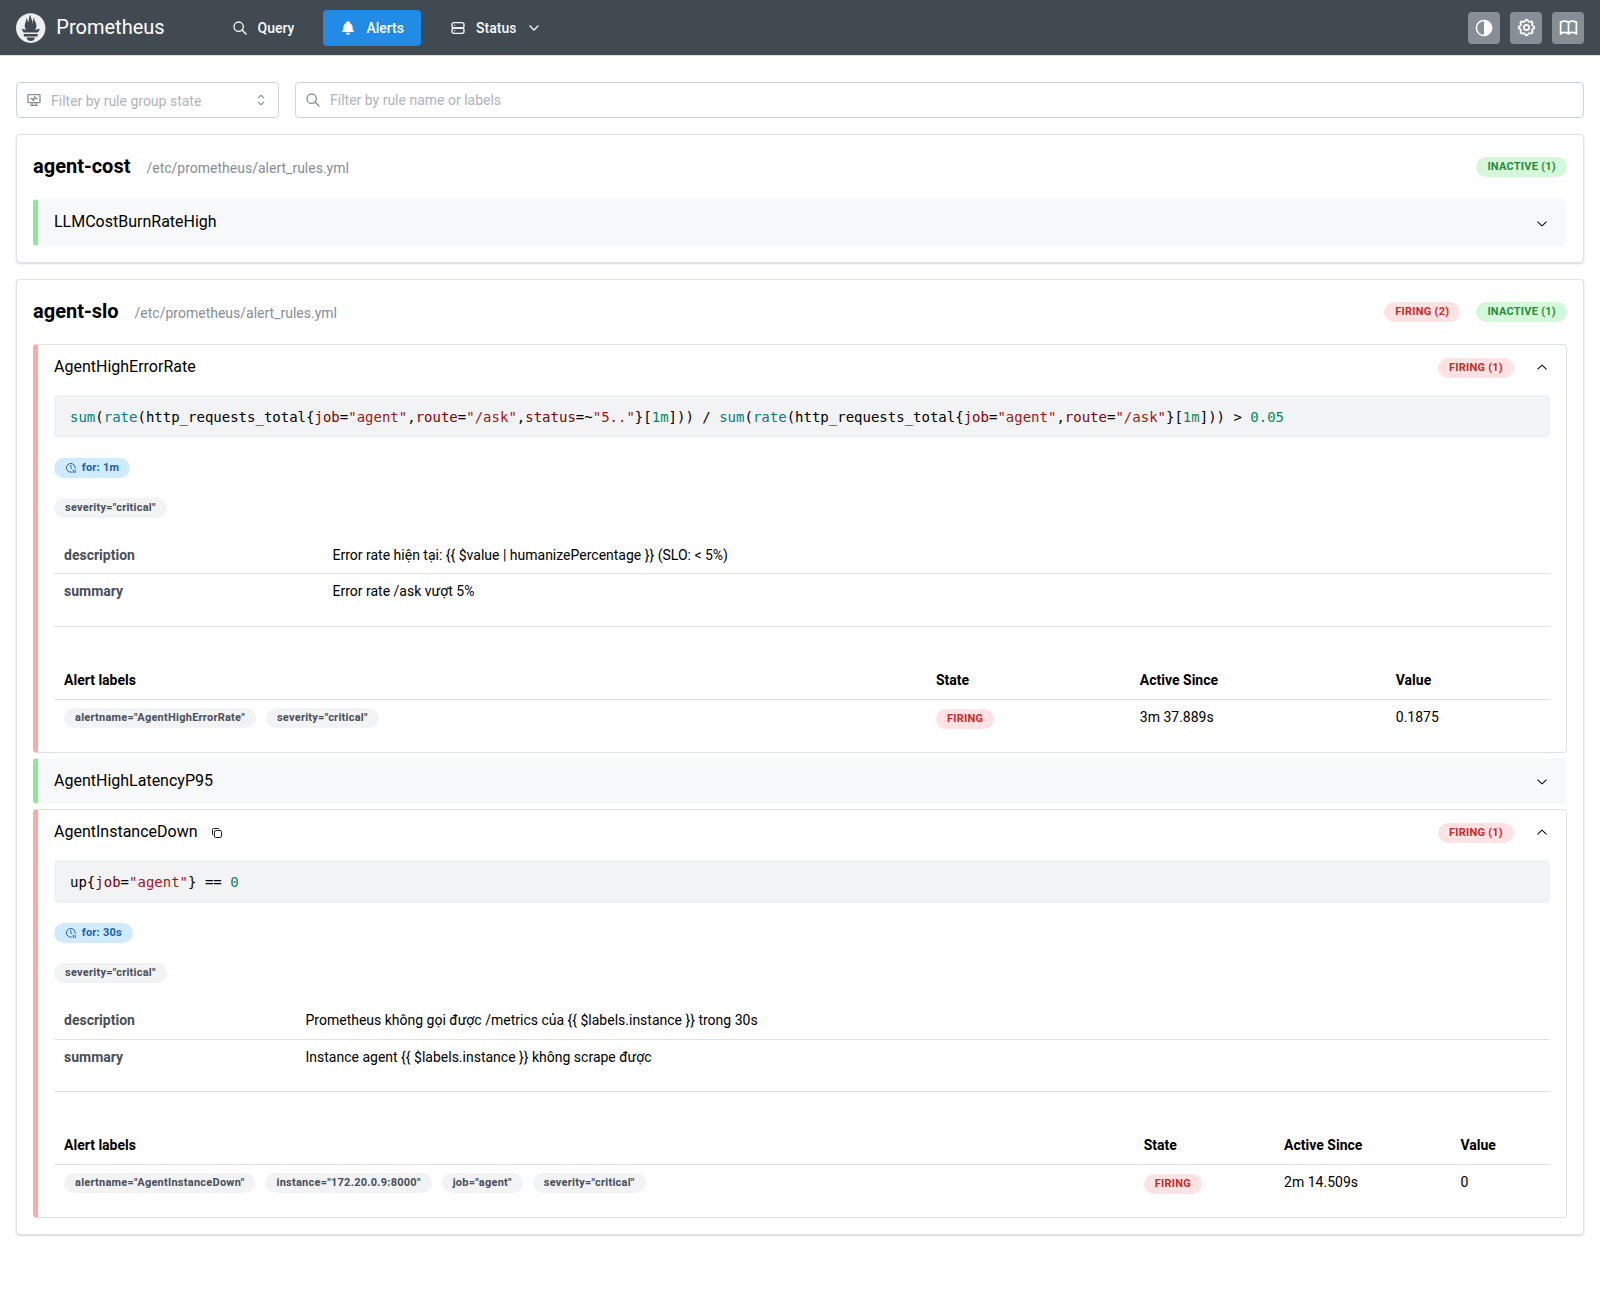 Prometheus Query Alerts Status
Filter by rule group state Filter by rule name or labels
agent-cost /etc/prometheus/alert_rules.yml INACTIVE (1)
LLMCostBurnRateHigh
agent-slo /etc/prometheus/alert_rules.yml FIRING (2) INACTIVE (1)
AgentHighErrorRate FIRING (1)
sum(rate(http_requests_total{job="agent",route="/ask",status=~"5.."}[1m])) / sum(rate(http_requests_total{job="agent",route="/ask"}[1m])) > 0.05
for: 1m
severity="critical"
description Error rate hiện tại: {{ $value | humanizePercentage }} (SLO: < 5%)
summary Error rate /ask vượt 5%
Alert labels State Active Since Value
alertname="AgentHighErrorRate" severity="critical" FIRING 3m 37.889s 0.1875
AgentHighLatencyP95
AgentInstanceDown FIRING (1)
up{job="agent"} == 0
for: 30s
severity="critical"
description Prometheus không gọi được /metrics của {{ $labels.instance }} trong 30s
summary Instance agent {{ $labels.instance }} không scrape được
Alert labels State Active Since Value
alertname="AgentInstanceDown" instance="172.20.0.9:8000" job="agent" severity="critical" FIRING 2m 14.509s 0